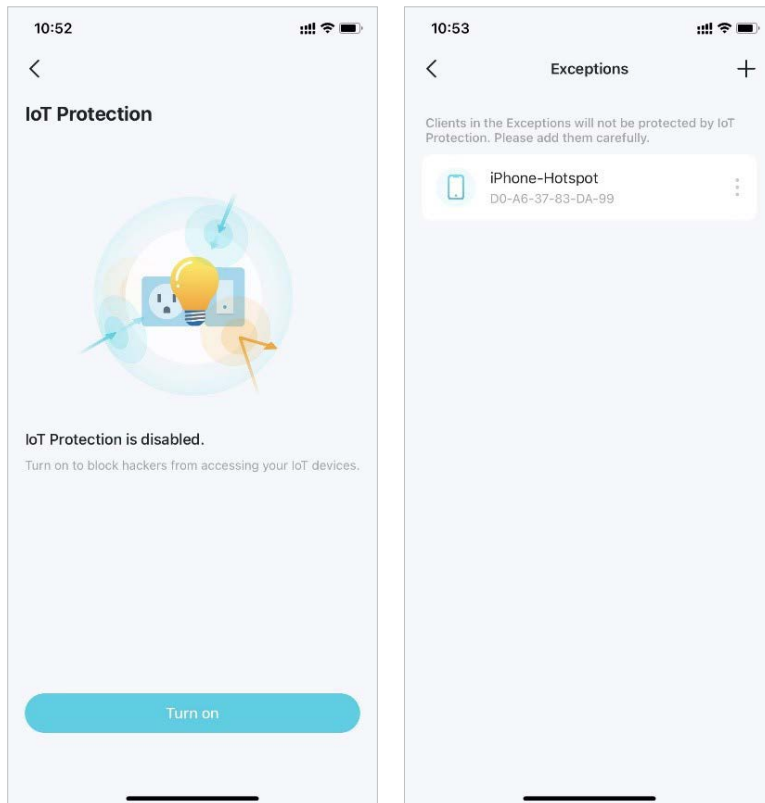 10:52
IoT Protection
IoT Protection is disabled.
Turn on to block hackers from accessing your IoT devices.
Turn on
10:53
Exceptions
Clients in the Exceptions will not be protected by IoT
Protection. Please add them carefully.
iPhone-Hotspot
D0-A6-37-83-DA-99